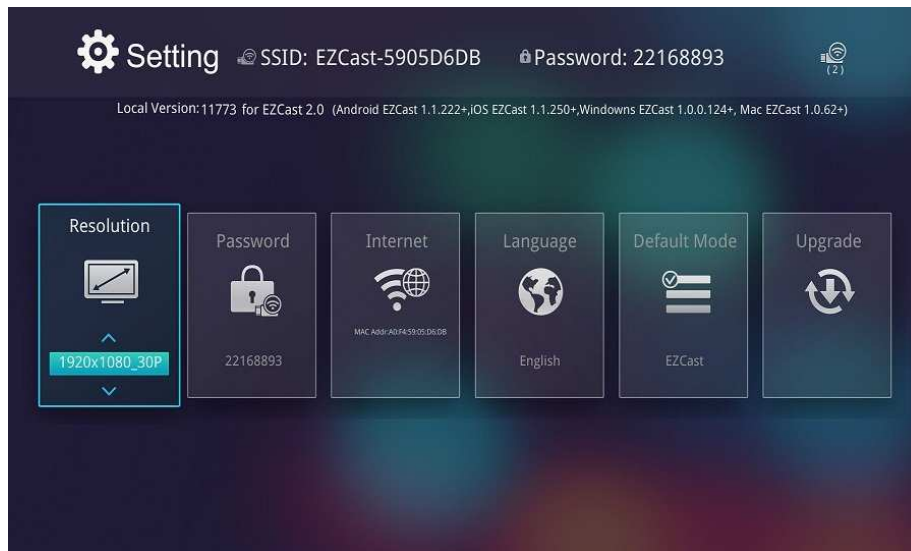 Setting SSID: EZCast-5905D6DB Password: 22168893
(2)
Local Version:11773 for EZCast 2.0 (Android EZCast 1.1.222+,iOS EZCast 1.1.250+,Windowns EZCast 1.0.0.124+, Mac EZCast 1.0.62+)
Resolution
1920x1080_30P
Password
22168893
Internet
MAC Addr:A0:F4:59:05:D6:DB
Language
English
Default Mode
EZCast
Upgrade